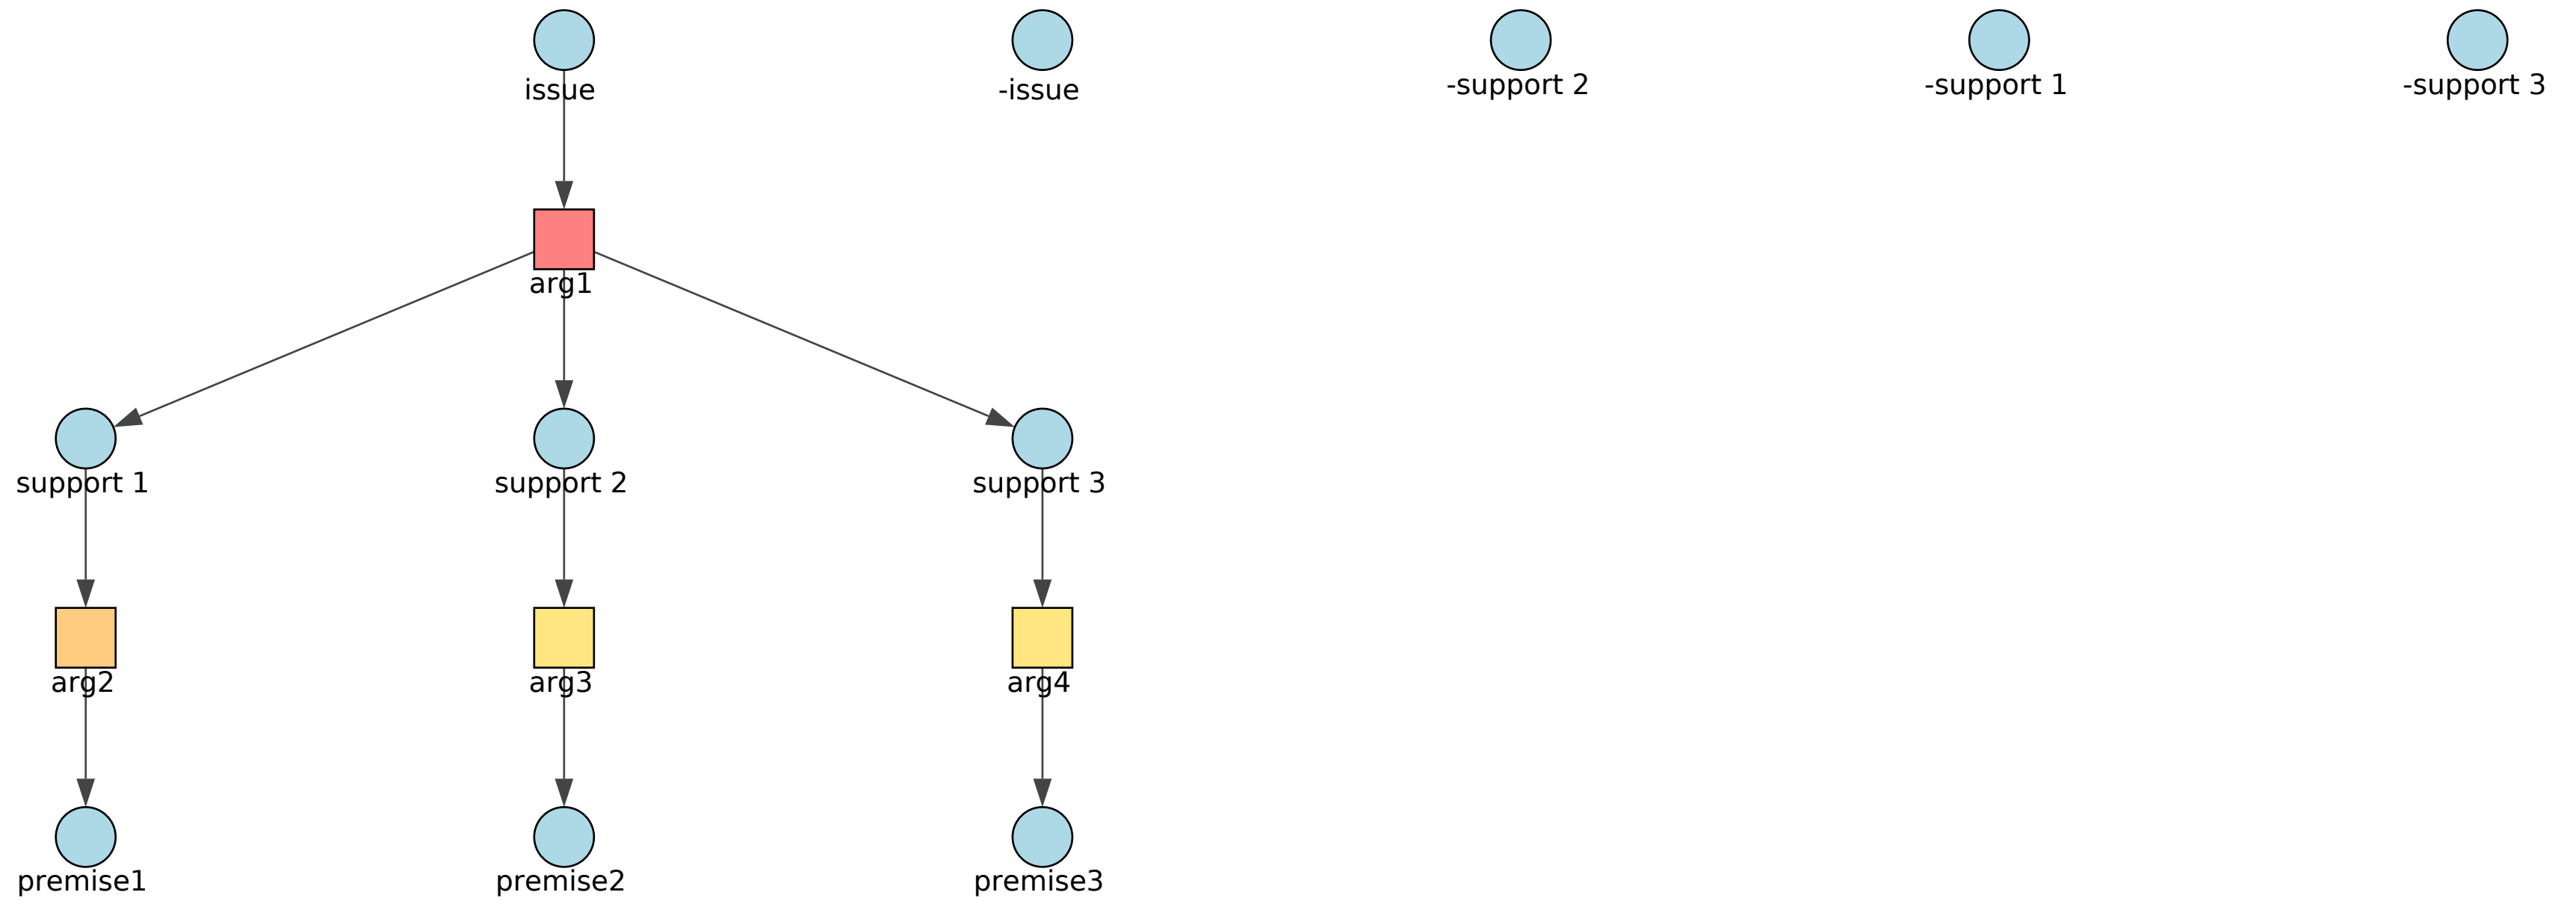 issue
-issue
-support 2
-support 1
-support 3
arg1
support 1
support 2
support 3
arg2
arg3
arg4
premise1
premise2
premise3